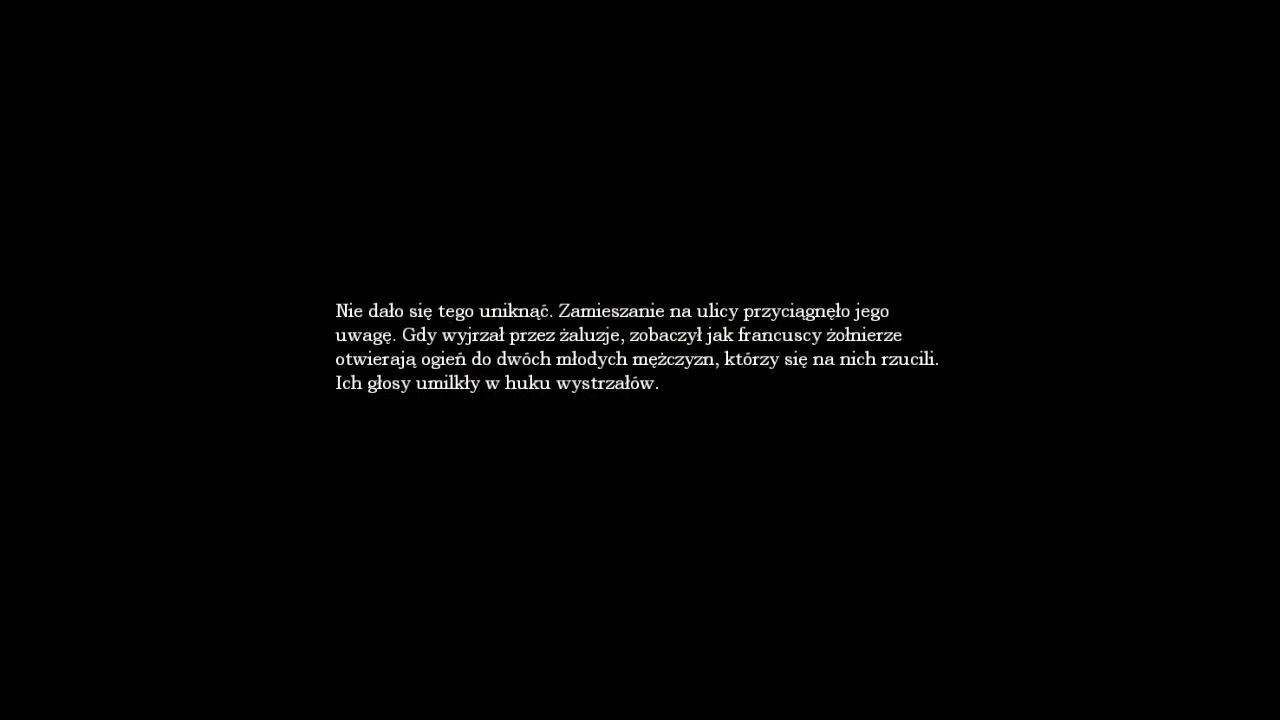 Nie dało się tego uniknąć. Zamieszanie na ulicy przyciągnęło jego
uwagę. Gdy wyjrzał przez żaluzje, zobaczył jak francuscy żołnierze
otwierają ogień do dwóch młodych mężczyzn, którzy się na nich rzucili.
Ich głosy umilkły w huku wystrzałów.